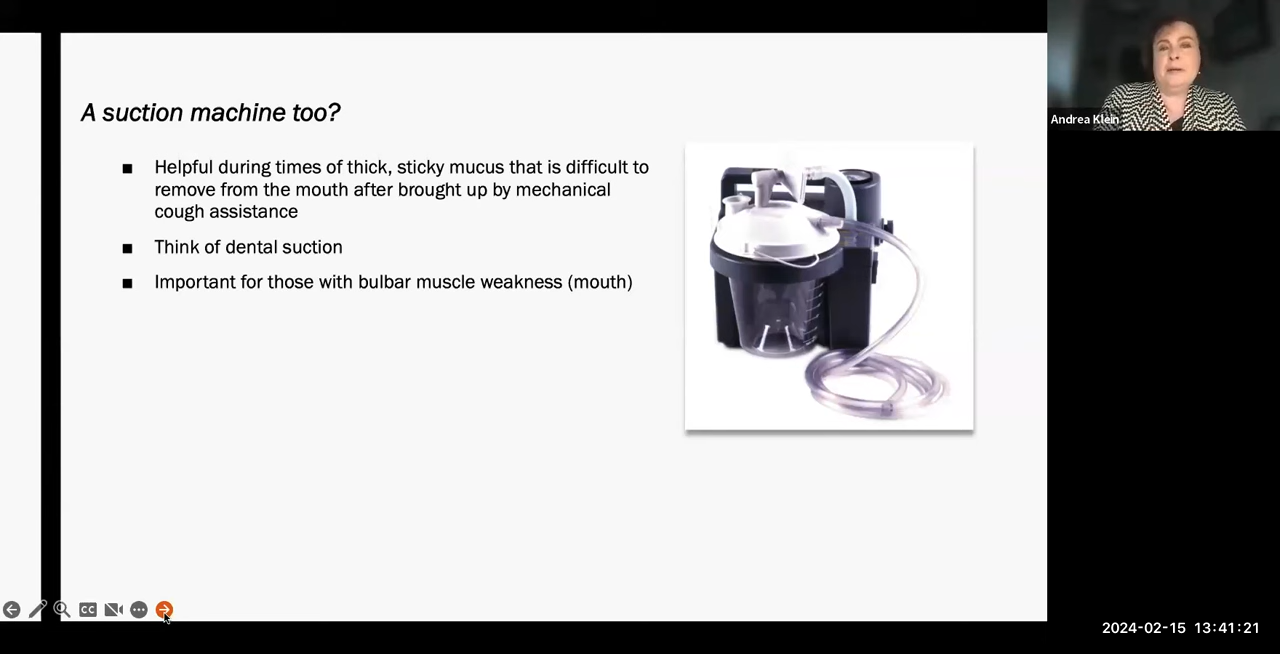 A suction machine too?
■ Helpful during times of thick, sticky mucus that is difficult to
remove from the mouth after brought up by mechanical
cough assistance
■ Think of dental suction
■ Important for those with bulbar muscle weakness (mouth)
Andrea Klein
CC
2024-02-15 13:41:21